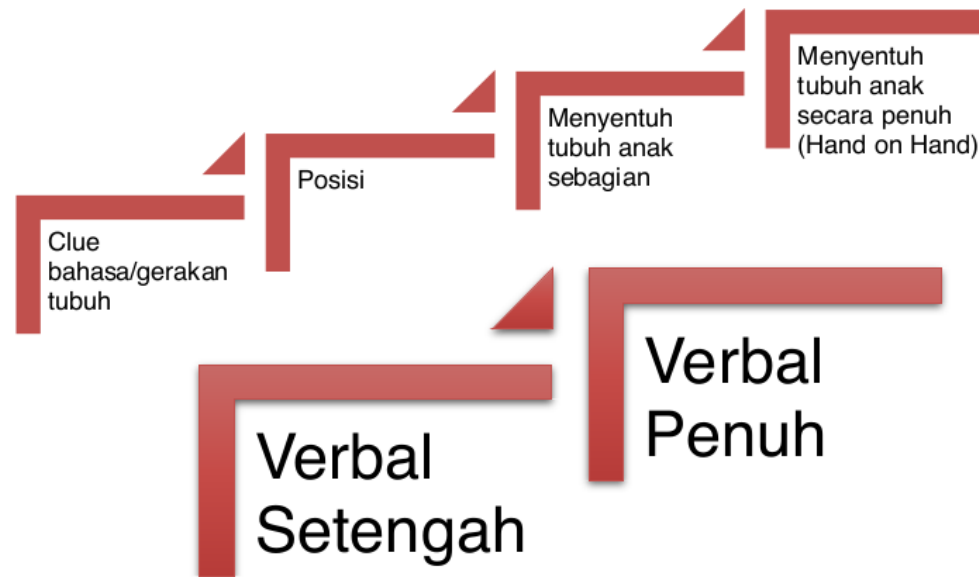 Clue
bahasa/gerakan
tubuh
Posisi
Menyentuh
tubuh anak
sebagian
Menyentuh
tubuh anak
secara penuh
(Hand on Hand)
Verbal
Setengah
Verbal
Penuh